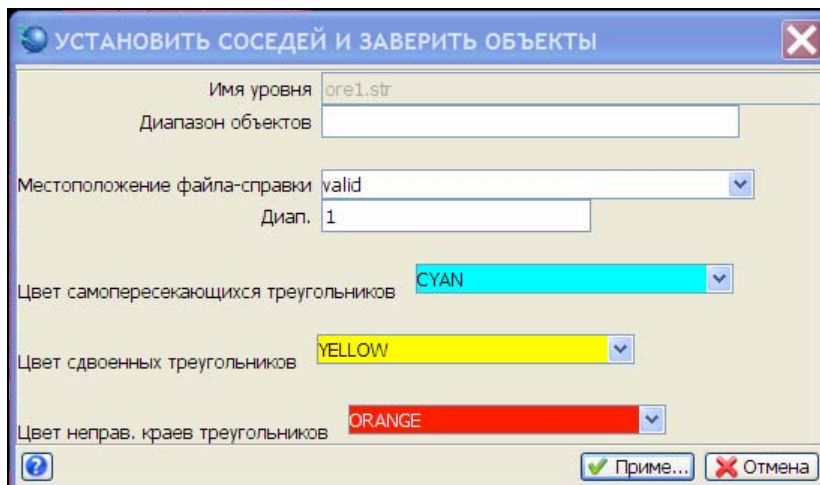 УСТАНОВИТЬ СОСЕДЕЙ И ЗАВЕРИТЬ ОБЪЕКТЫ
Имя уровня ore1.str
Диапазон объектов
Местоположение файла-справки valid
Диап. 1
Цвет самопересекающихся треугольников CYAN
Цвет сдвоенных треугольников YELLOW
Цвет неправ. краев треугольников ORANGE
? Приме... Отмена